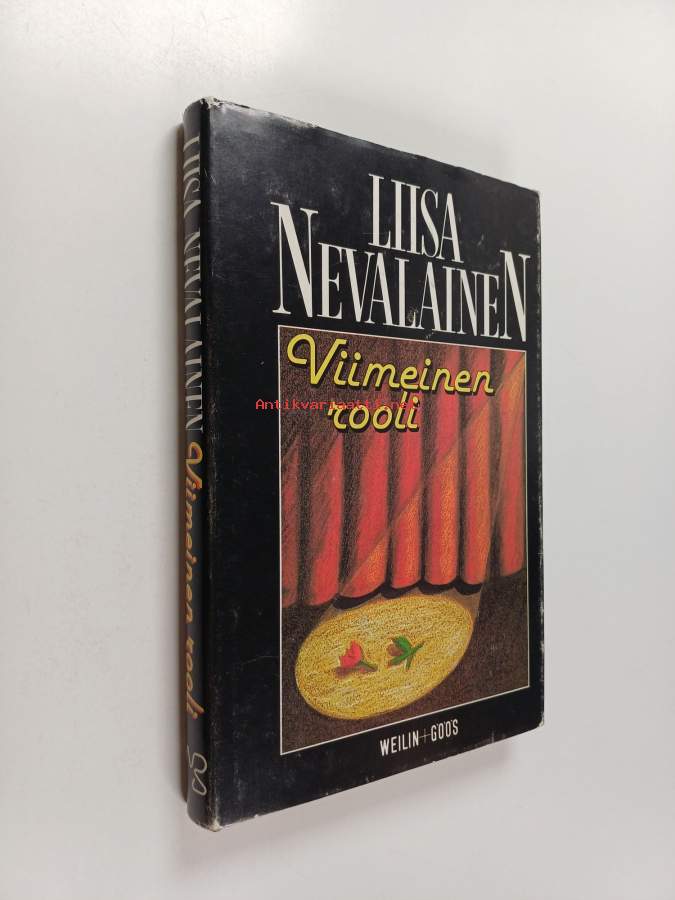 LIISA
NEVALAINEN
Viimeinen
rooli
Antikvariaatti.net
WEILIN+GÖÖS
LIISA NEVALAINEN Viimeinen rooli